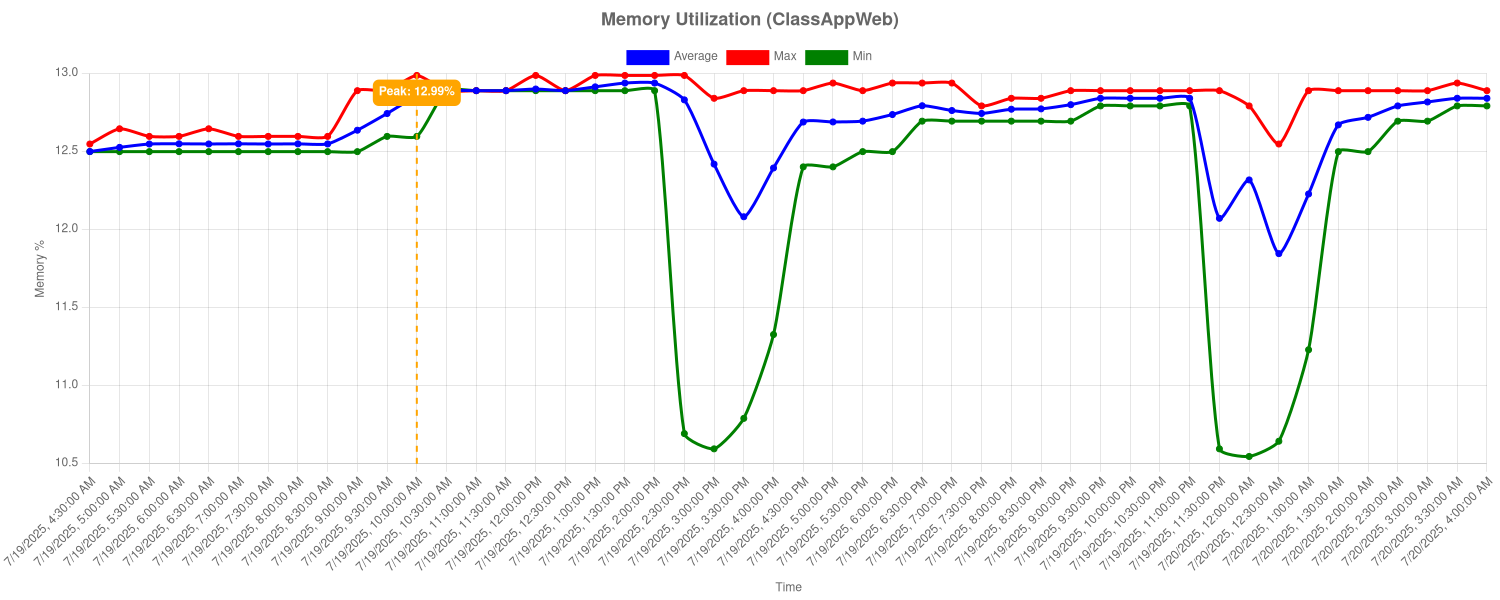 Memory Utilization (ClassAppWeb)
Average Max Min
Peak: 12.99%
13.0
12.5
12.0
11.5
11.0
10.5
Memory %
7/19/2025, 4:30:00 AM
7/19/2025, 5:00:00 AM
7/19/2025, 5:30:00 AM
7/19/2025, 6:00:00 AM
7/19/2025, 6:30:00 AM
7/19/2025, 7:00:00 AM
7/19/2025, 7:30:00 AM
7/19/2025, 8:00:00 AM
7/19/2025, 8:30:00 AM
7/19/2025, 9:00:00 AM
7/19/2025, 9:30:00 AM
7/19/2025, 10:00:00 AM
7/19/2025, 10:30:00 AM
7/19/2025, 11:00:00 AM
7/19/2025, 11:30:00 AM
7/19/2025, 12:00:00 PM
7/19/2025, 12:30:00 PM
7/19/2025, 1:00:00 PM
7/19/2025, 1:30:00 PM
7/19/2025, 2:00:00 PM
7/19/2025, 2:30:00 PM
7/19/2025, 3:00:00 PM
7/19/2025, 3:30:00 PM
7/19/2025, 4:00:00 PM
7/19/2025, 4:30:00 PM
7/19/2025, 5:00:00 PM
7/19/2025, 5:30:00 PM
7/19/2025, 6:00:00 PM
7/19/2025, 6:30:00 PM
7/19/2025, 7:00:00 PM
7/19/2025, 7:30:00 PM
7/19/2025, 8:00:00 PM
7/19/2025, 8:30:00 PM
7/19/2025, 9:00:00 PM
7/19/2025, 9:30:00 PM
7/19/2025, 10:00:00 PM
7/19/2025, 10:30:00 PM
7/19/2025, 11:00:00 PM
7/19/2025, 11:30:00 PM
7/20/2025, 12:00:00 AM
7/20/2025, 12:30:00 AM
7/20/2025, 1:00:00 AM
7/20/2025, 1:30:00 AM
7/20/2025, 2:00:00 AM
7/20/2025, 2:30:00 AM
7/20/2025, 3:00:00 AM
7/20/2025, 3:30:00 AM
7/20/2025, 4:00:00 AM
Time